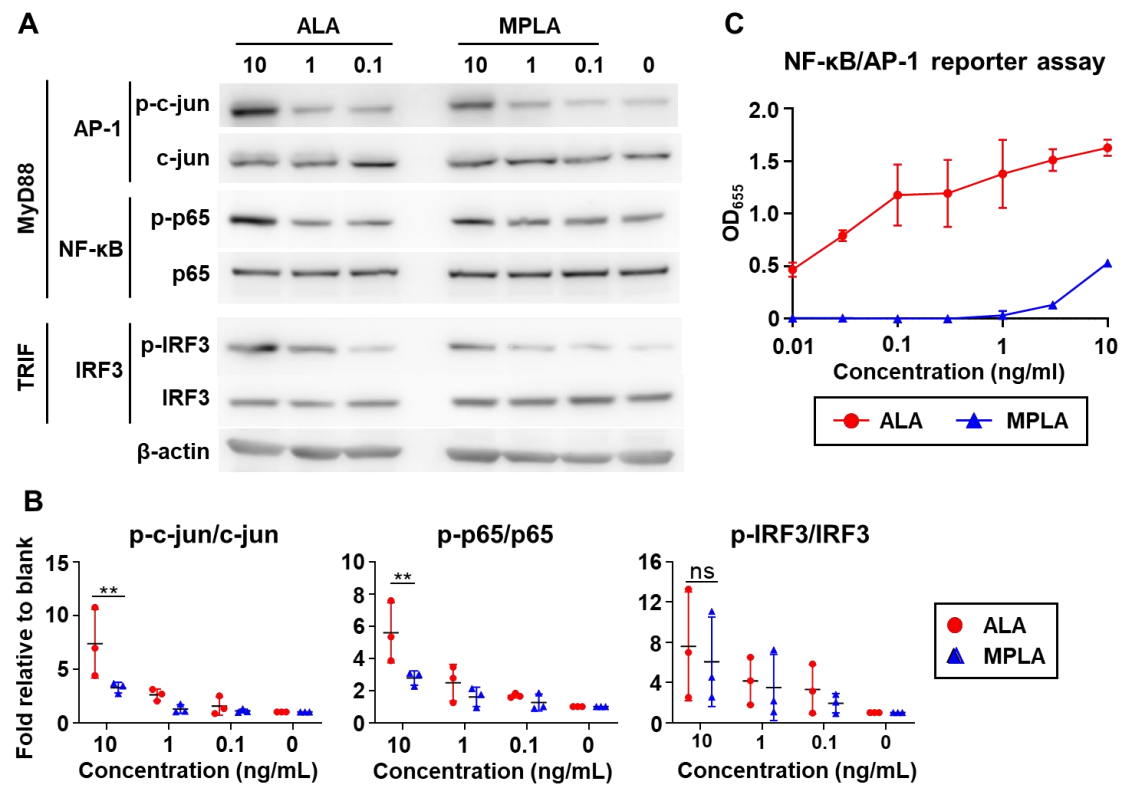 A
ALA MPLA
10 1 0.1 10 1 0.1 0
MyD88
AP-1
p-c-jun
c-jun
NF-κB
p-p65
p65
TRIF
IRF3
p-IRF3
IRF3
β-actin
C
NF-κB/AP-1 reporter assay
OD655
2.0
1.5
1.0
0.5
0
0.01 0.1 1 10
Concentration (ng/ml)
ALA MPLA
B
Fold relative to blank
p-c-jun/c-jun
15
10
5
0
**
10 1 0.1 0
Concentration (ng/mL)
p-p65/p65
10
8
6
4
2
0
**
10 1 0.1 0
Concentration (ng/mL)
p-IRF3/IRF3
16
12
8
4
0
ns
10 1 0.1 0
Concentration (ng/mL)
ALA
MPLA